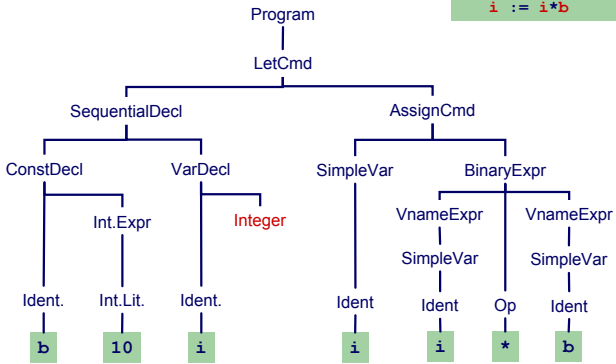 i := i*b
Program
LetCmd
SequentialDecl AssignCmd
ConstDecl VarDecl SimpleVar BinaryExpr
Int.Expr Integer VnameExpr VnameExpr
SimpleVar SimpleVar
Ident. Int.Lit. Ident. Ident Ident Op Ident
b 10 i i i * b